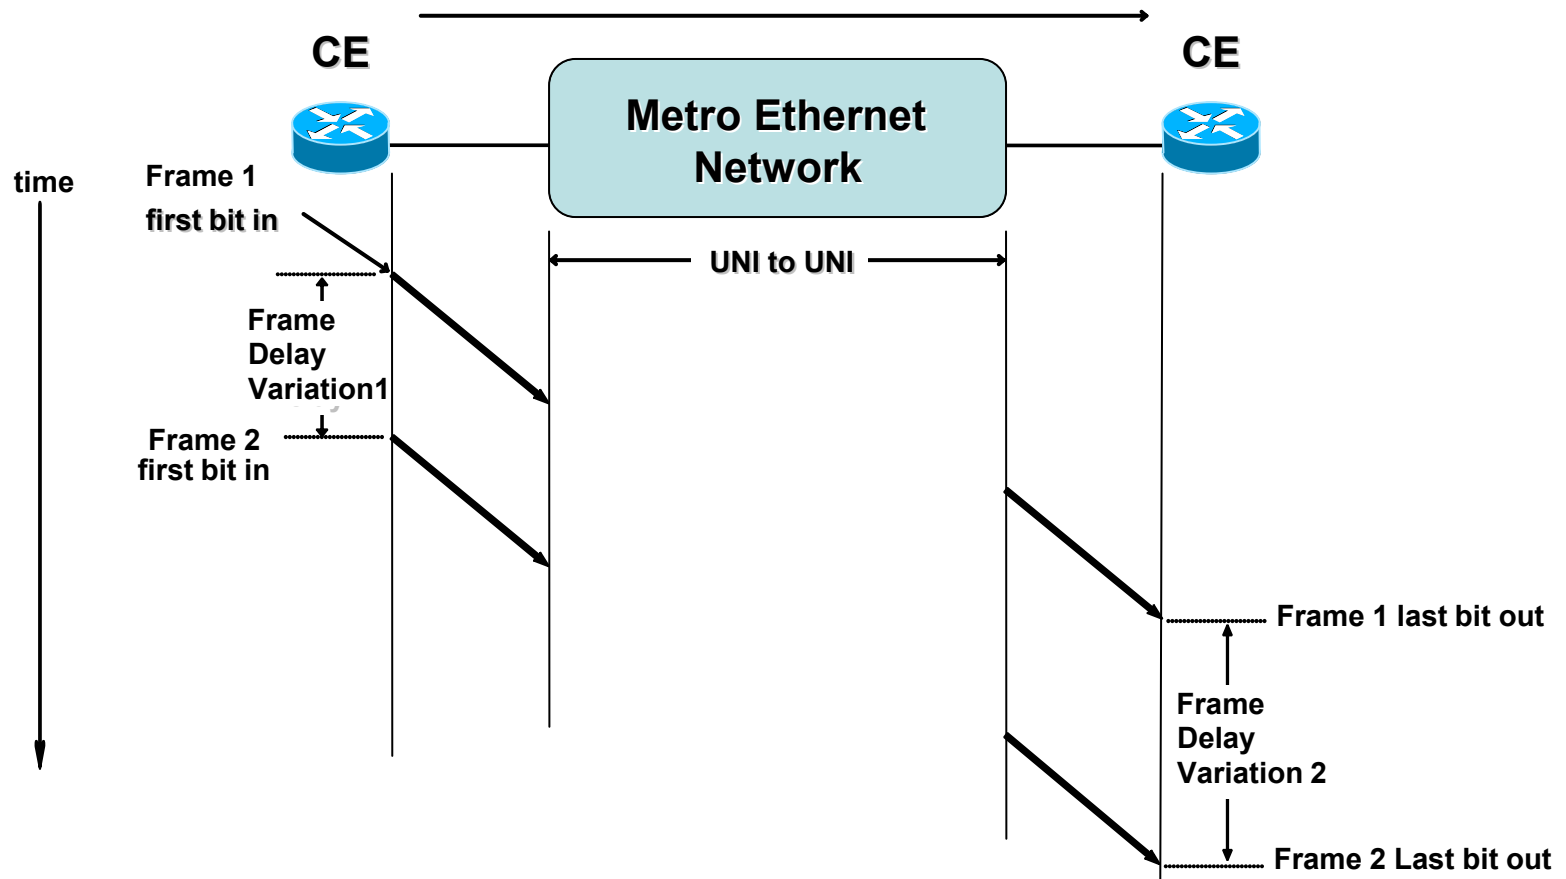 CE
CE
Metro Ethernet
Network
time
Frame 1
first bit in
UNI to UNI
Frame
Delay
Variation1
Frame 2
first bit in
Frame 1 last bit out
Frame
Delay
Variation 2
Frame 2 Last bit out